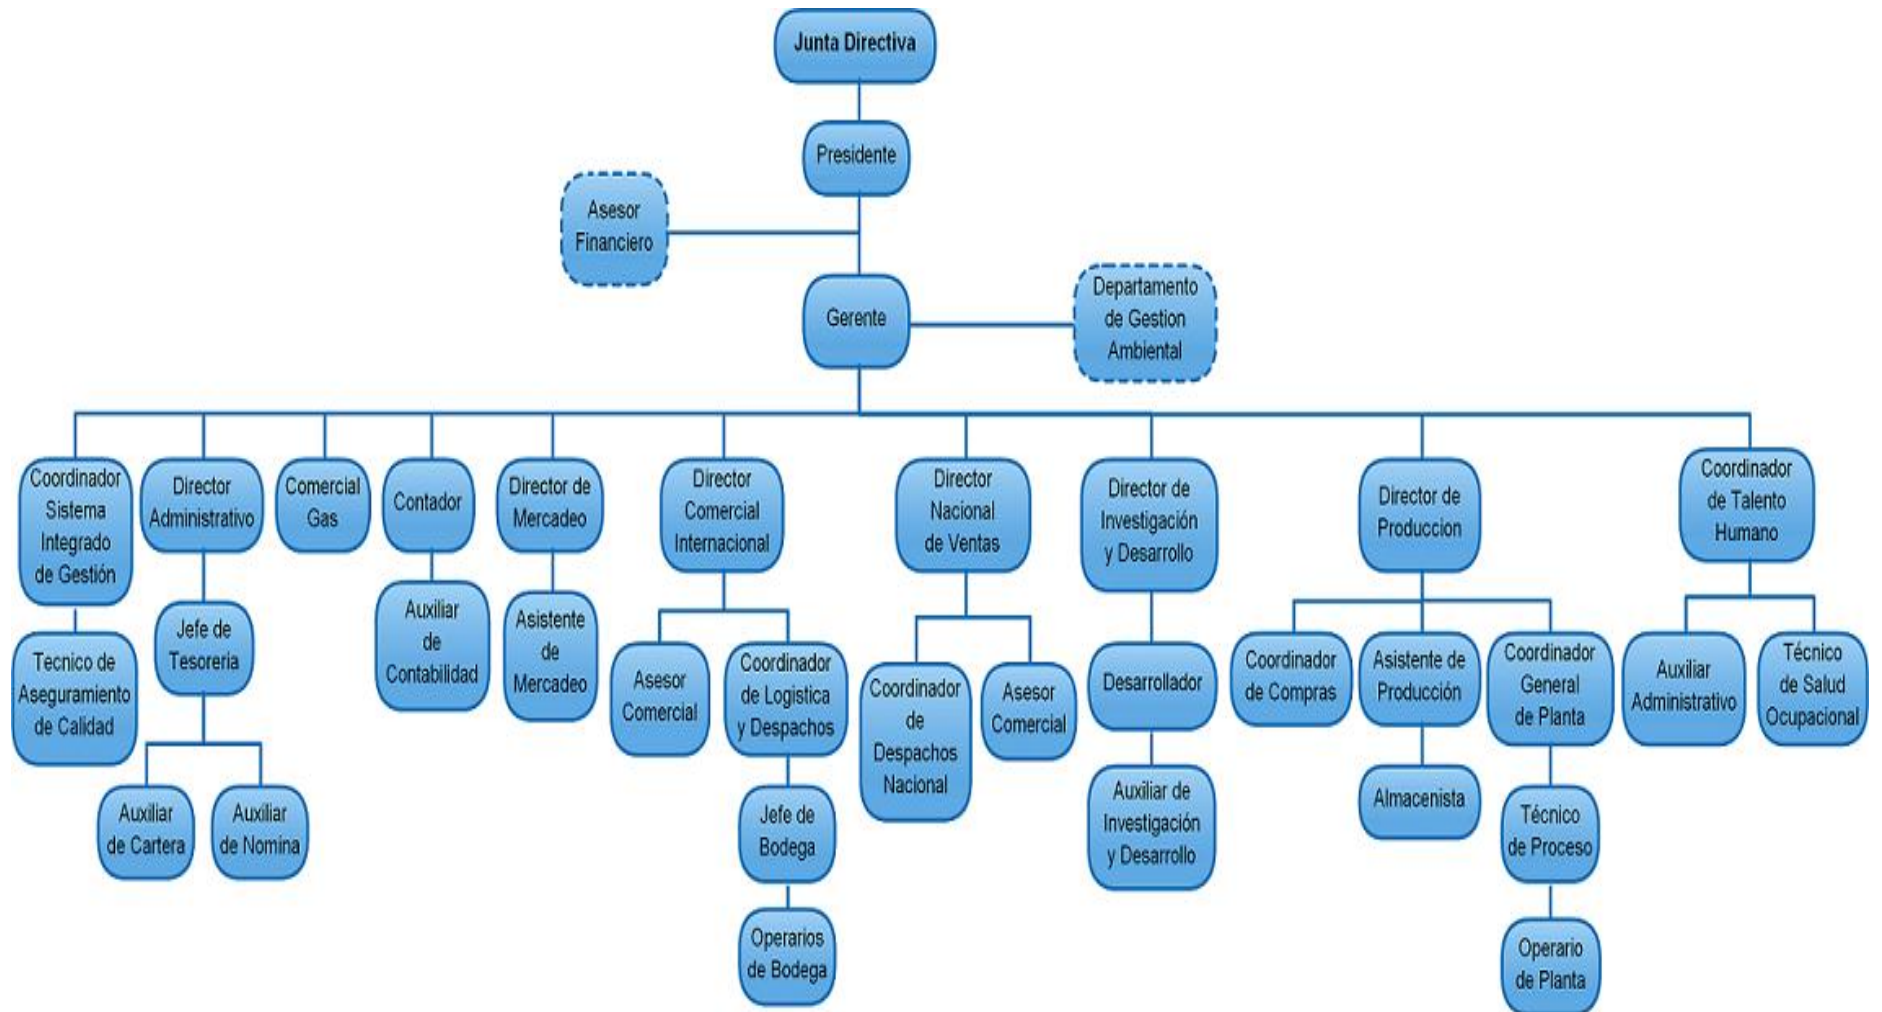 Junta Directiva
Presidente
Asesor
Financiero
Gerente
Departamento
de Gestion
Ambiental
Coordinador
Sistema
Integrado
de Gestión
Director
Administrativo
Comercial
Gas
Contador
Director de
Mercadeo
Director
Comercial
Internacional
Director
Nacional
de Ventas
Director de
Investigación
y Desarrollo
Director de
Produccion
Coordinador
de Talento
Humano
Tecnico de
Aseguramiento
de Calidad
Jefe de
Tesoreria
Auxiliar
de
Contabilidad
Asistente
de
Mercadeo
Asesor
Comercial
Coordinador
de Logistica
y Despachos
Coordinador
de
Despachos
Nacional
Asesor
Comercial
Desarrollador
Coordinador
de Compras
Asistente de
Producción
Coordinador
General
de Planta
Auxiliar
Administrativo
Técnico
de Salud
Ocupacional
Auxiliar
de Cartera
Auxiliar
de Nomina
Jefe de
Bodega
Auxiliar de
Investigación
y Desarrollo
Almacenista
Técnico
de Proceso
Operarios
de Bodega
Operario
de Planta